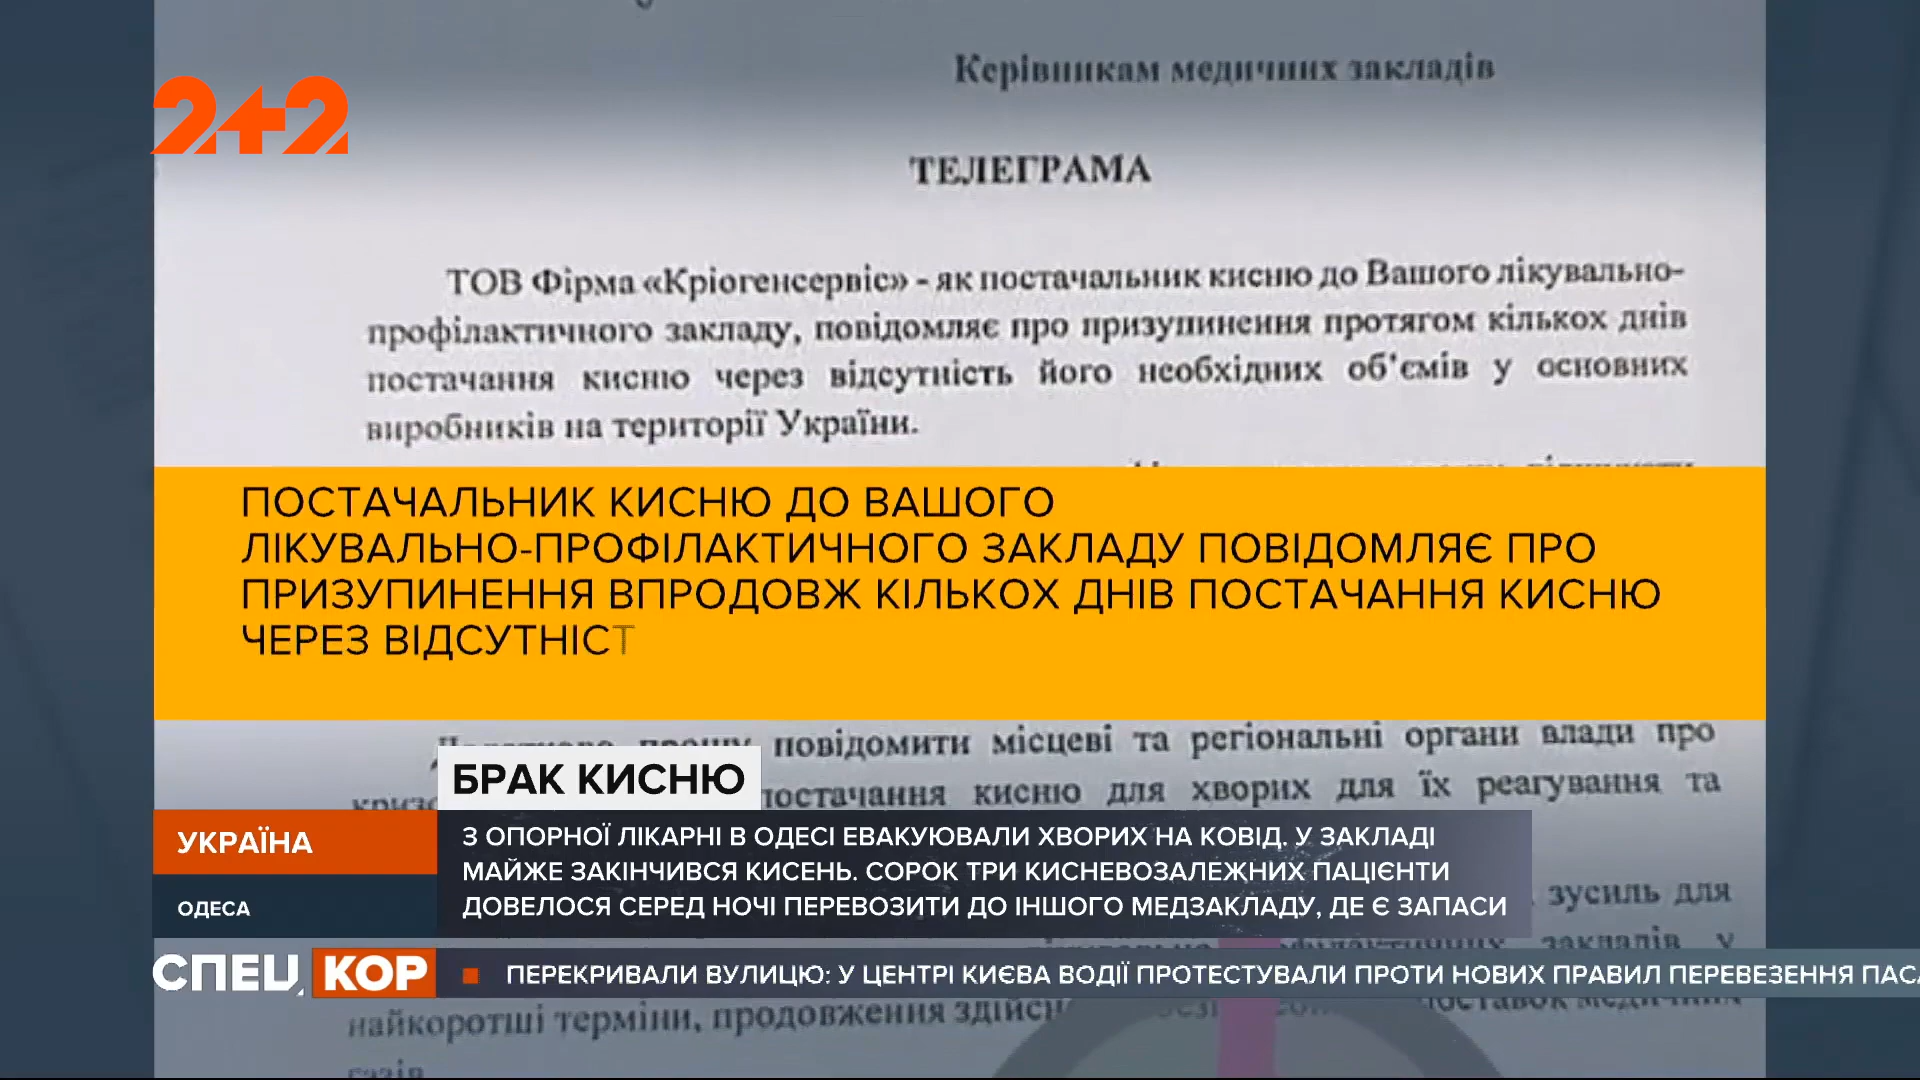 Керівникам медичних закладів
2+2
ТЕЛЕГРАМА
ТОВ Фірма «Кріогенсервіс» - як постачальник кисню до Вашого лікувально-
профілактичного закладу, повідомляє про призупинення протягом кількох днів
постачання кисню через відсутність його необхідних об'ємів у основних
виробників на території України.
ПОСТАЧАЛЬНИК КИСНЮ ДО ВАШОГО
ЛІКУВАЛЬНО-ПРОФІЛАКТИЧНОГО ЗАКЛАДУ ПОВІДОМЛЯЄ ПРО
ПРИЗУПИНЕННЯ ВПРОДОВЖ КІЛЬКОХ ДНІВ ПОСТАЧАННЯ КИСНЮ
ЧЕРЕЗ ВІДСУТНІСТ
повідомити місцеві та регіональні органи влади про
постачання кисню для хворих для їх реагування та
БРАК КИСНЮ
УКРАЇНА
ОДЕСА
З ОПОРНОЇ ЛІКАРНІ В ОДЕСІ ЕВАКУЮВАЛИ ХВОРИХ НА КОВІД. У ЗАКЛАДІ
МАЙЖЕ ЗАКІНЧИВСЯ КИСЕНЬ. СОРОК ТРИ КИСНЕВОЗАЛЕЖНИХ ПАЦІЄНТИ
ДОВЕЛОСЯ СЕРЕД НОЧІ ПЕРЕВОЗИТИ ДО ІНШОГО МЕДЗАКЛАДУ, ДЕ Є ЗАПАСИ
зусиль для
закладів у
СПЕЦ КОР
ПЕРЕКРИВАЛИ ВУЛИЦЮ: У ЦЕНТРІ КИЄВА ВОДІЇ ПРОТЕСТУВАЛИ ПРОТИ НОВИХ ПРАВИЛ ПЕРЕВЕЗЕННЯ ПАСА
найкоротші терміни, продовження